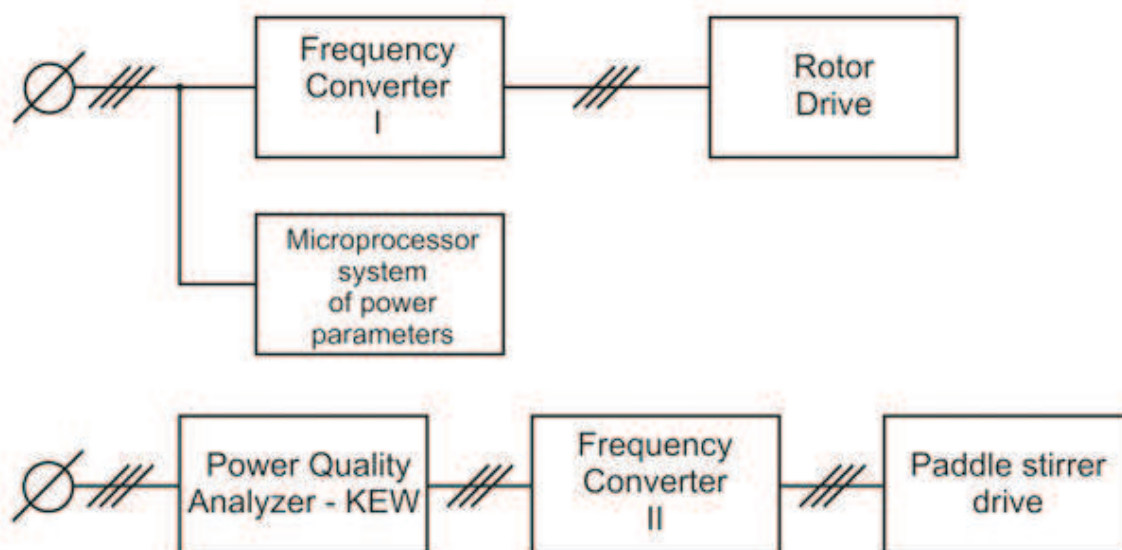 Frequency
Converter
I
Rotor
Drive
Microprocessor
system
of power
parameters
Power Quality
Analyzer - KEW
Frequency
Converter
II
Paddle stirrer
drive